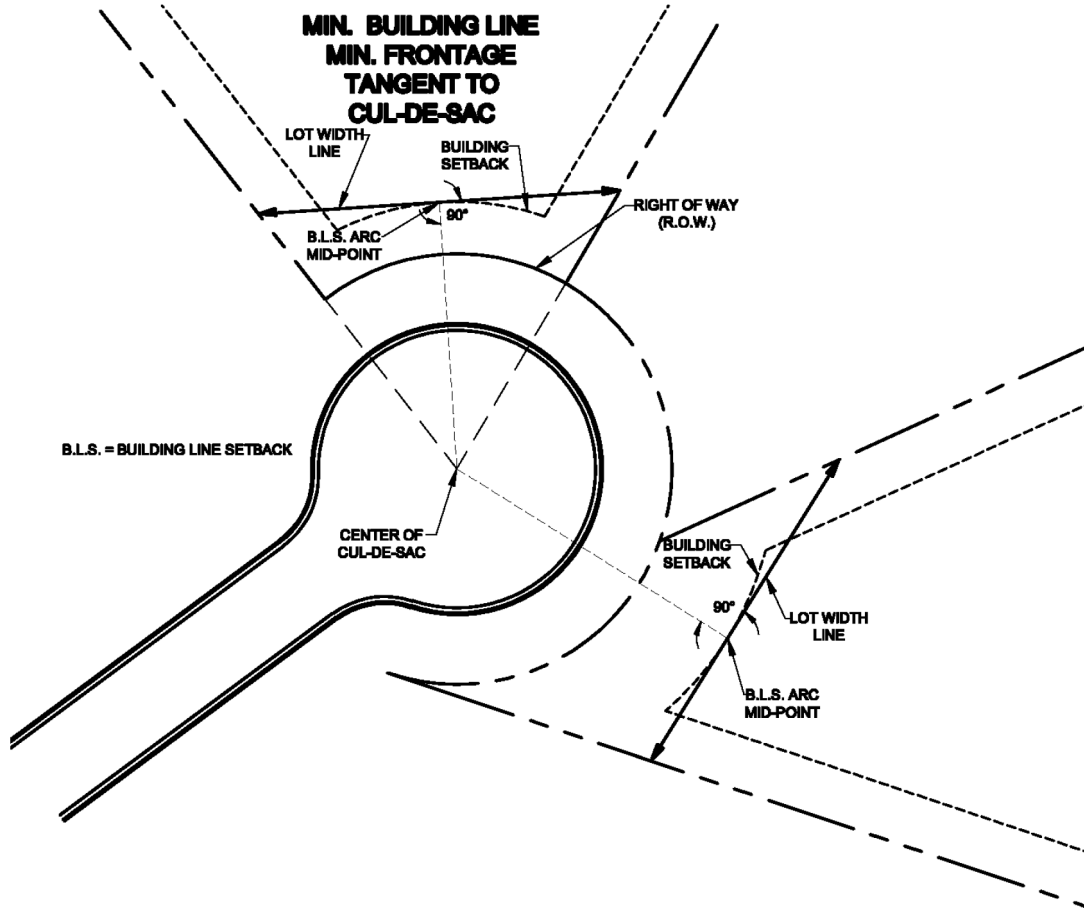 MIN. BUILDING LINE
MIN. FRONTAGE
TANGENT TO
CUL-DE-SAC
LOT WIDTH
LINE
BUILDING
SETBACK
RIGHT OF WAY
(R.O.W.)
90°
B.L.S. ARC
MID-POINT
B.L.S. = BUILDING LINE SETBACK
CENTER OF
CUL-DE-SAC
BUILDING
SETBACK
90°
LOT WIDTH
LINE
B.L.S. ARC
MID-POINT